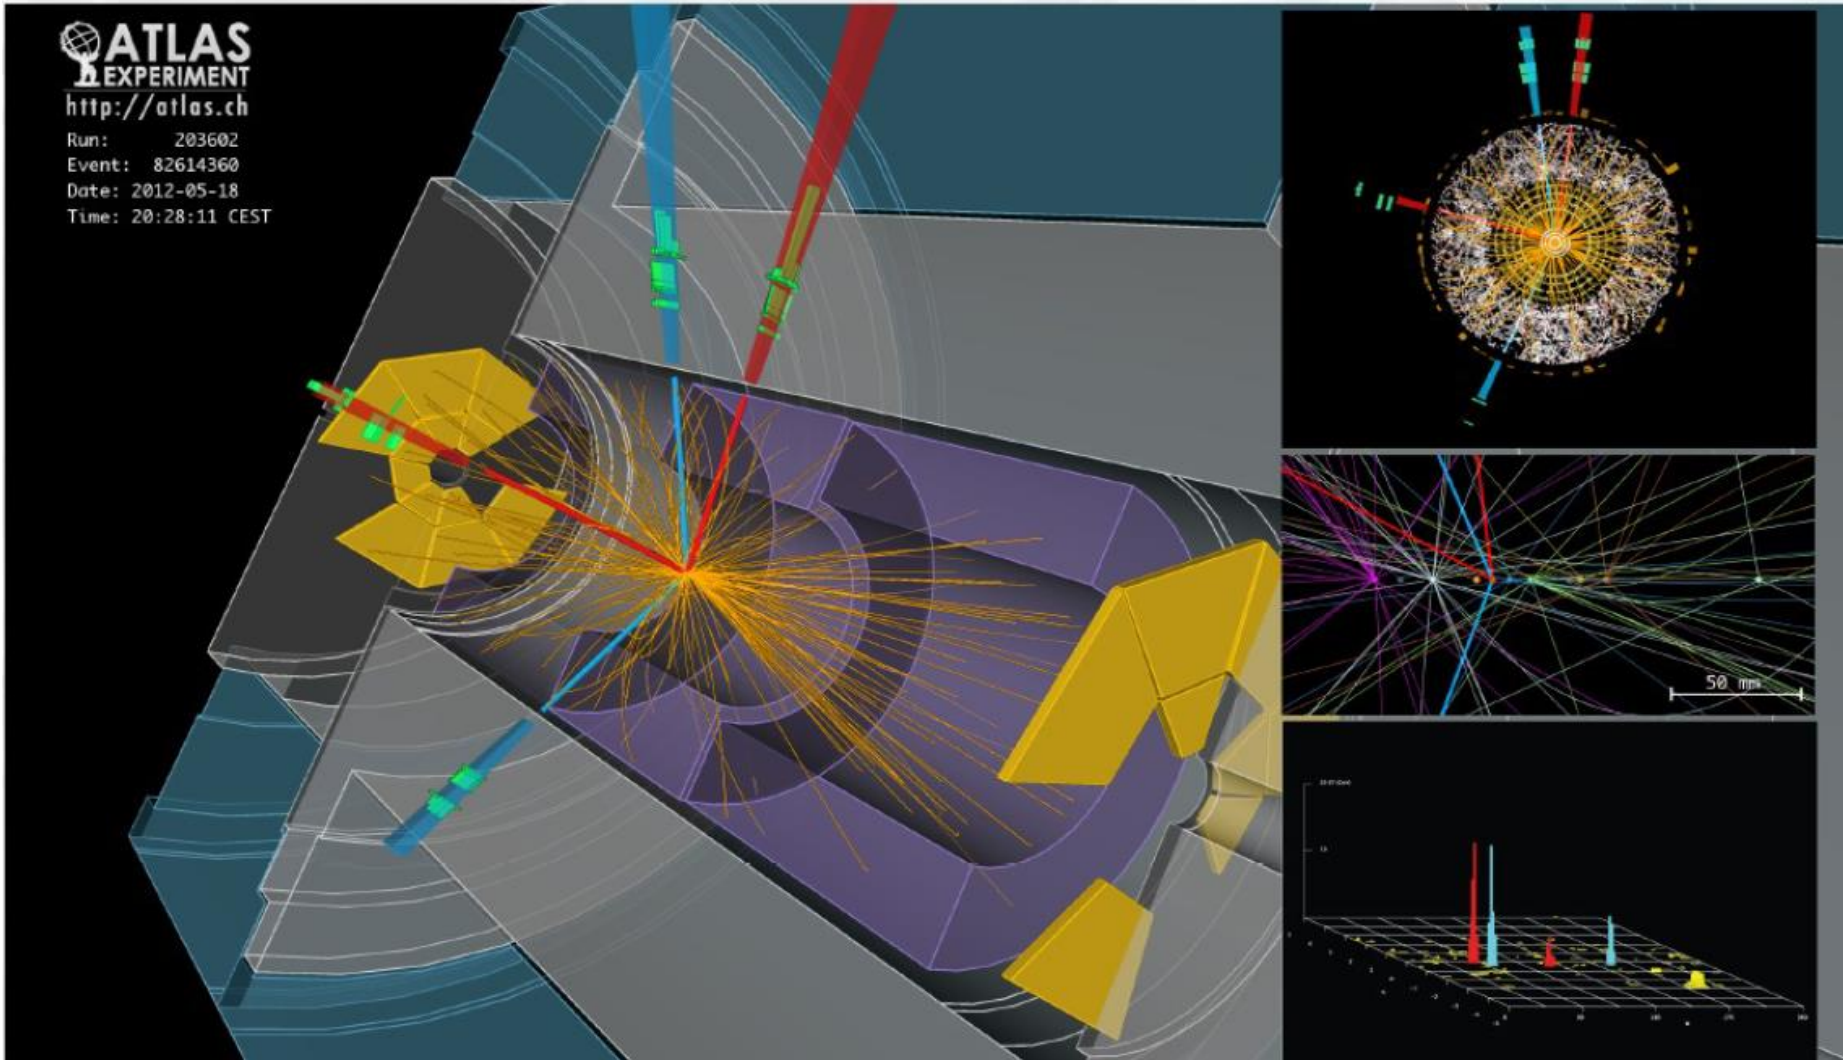 ATLAS
EXPERIMENT
http://atlas.ch
Run: 203602
Event: 82614360
Date: 2012-05-18
Time: 20:28:11 CEST
50 mm